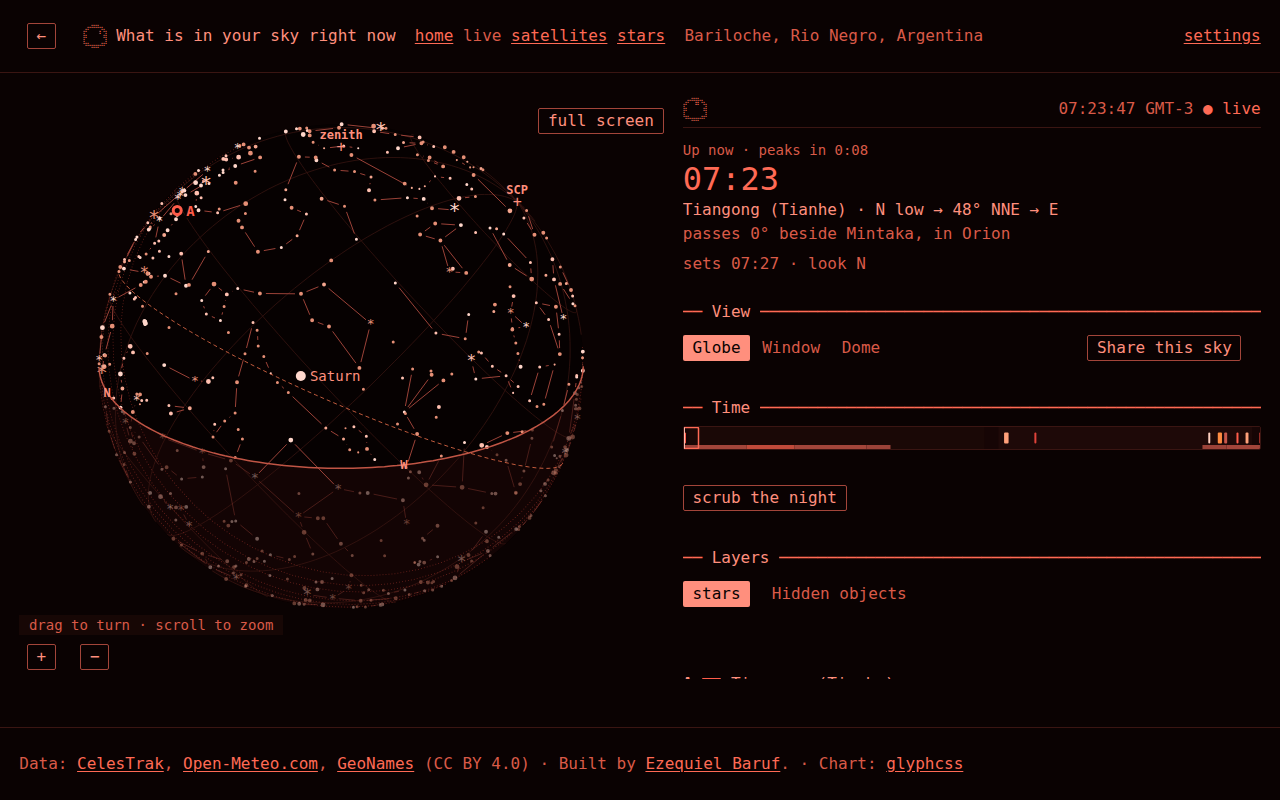 ← What is in your sky right now home live satellites stars Bariloche, Rio Negro, Argentina settings
full screen
zenith
SCP
A
Saturn
N
W
drag to turn · scroll to zoom
+ −
07:23:47 GMT-3 ● live
Up now · peaks in 0:08
07:23
Tiangong (Tianhe) · N low → 48° NNE → E
passes 0° beside Mintaka, in Orion
sets 07:27 · look N
View
Globe Window Dome Share this sky
Time
scrub the night
Layers
stars Hidden objects
Data: CelesTrak, Open-Meteo.com, GeoNames (CC BY 4.0) · Built by Ezequiel Baruf. · Chart: glyphcss